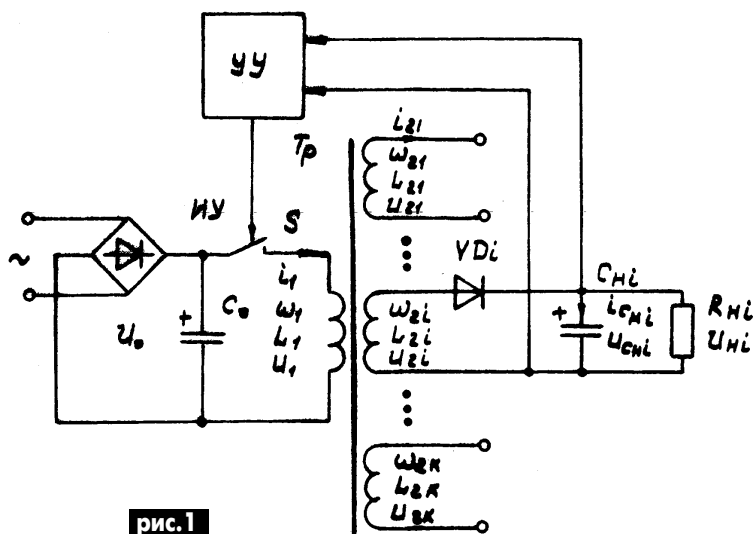 УУ
Тр
i21
ω21
L21
U21
ИУ
S
VDi
~
i1
ω1
L1
U1
+
U0
C0
ω2i
L2i
U2i
Cнi
+
iCнi
UCнi
Rнi
Uнi
ω2к
L2к
U2к
рис.1